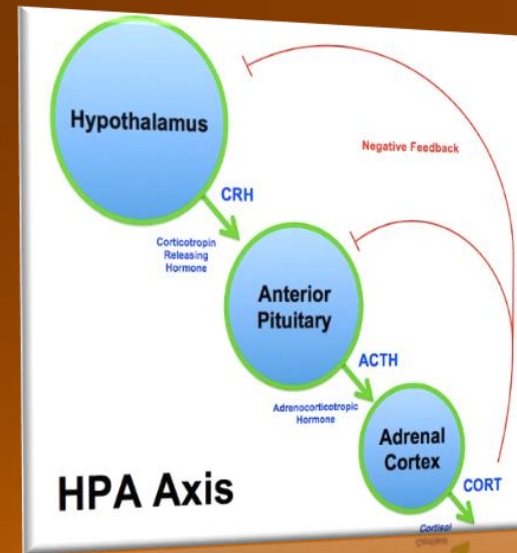 Hypothalamus
Negative Feedback
CRH
Corticotropin
Releasing
Hormone
Anterior
Pituitary
ACTH
Adrenocorticotropic
Hormone
Adrenal
Cortex
CORT
Cortisol
HPA Axis